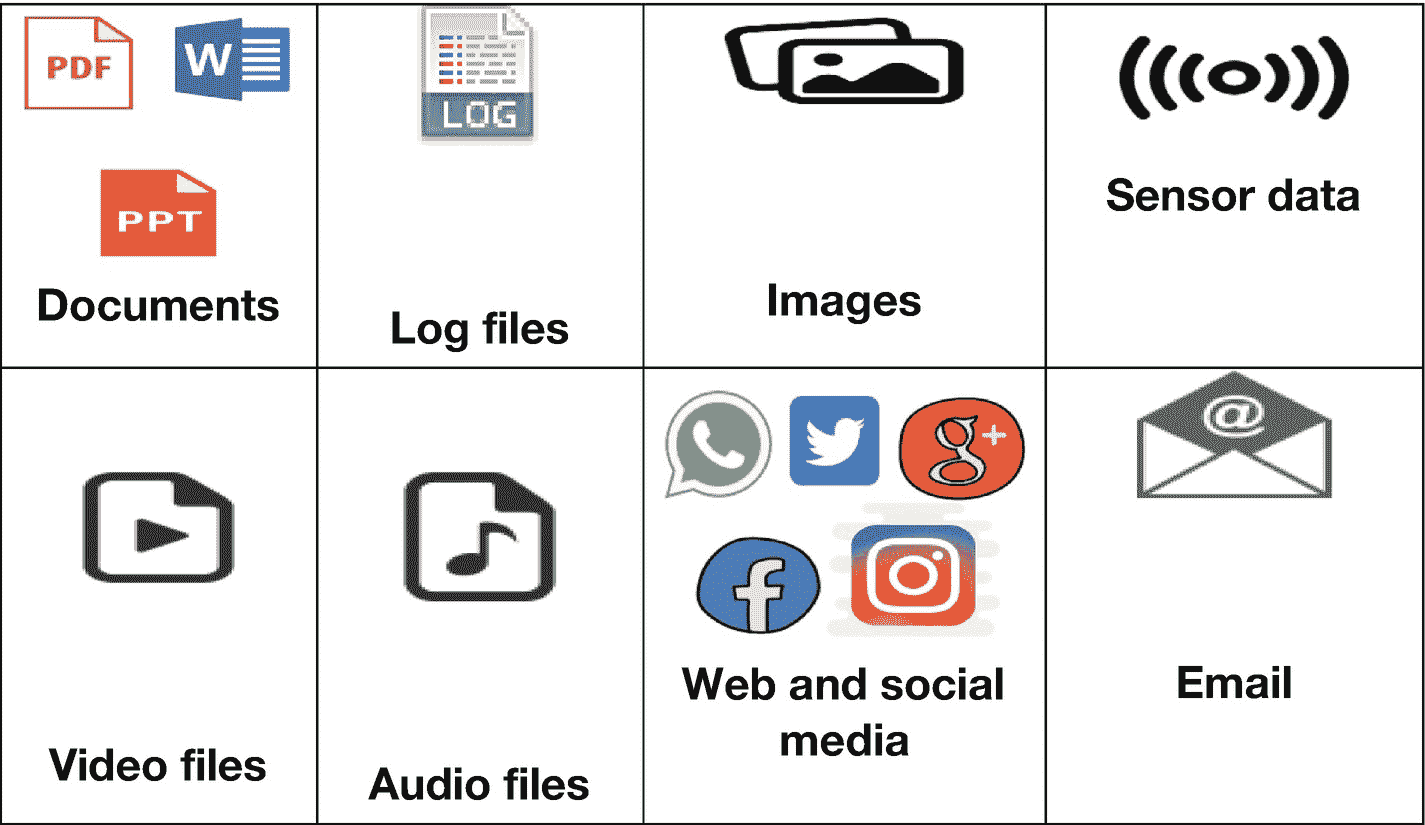 PDF
W
PPT
Documents
LOG
Log files
Images
Sensor data
Video files
Audio files
g+
f
Web and social
media
@
Email